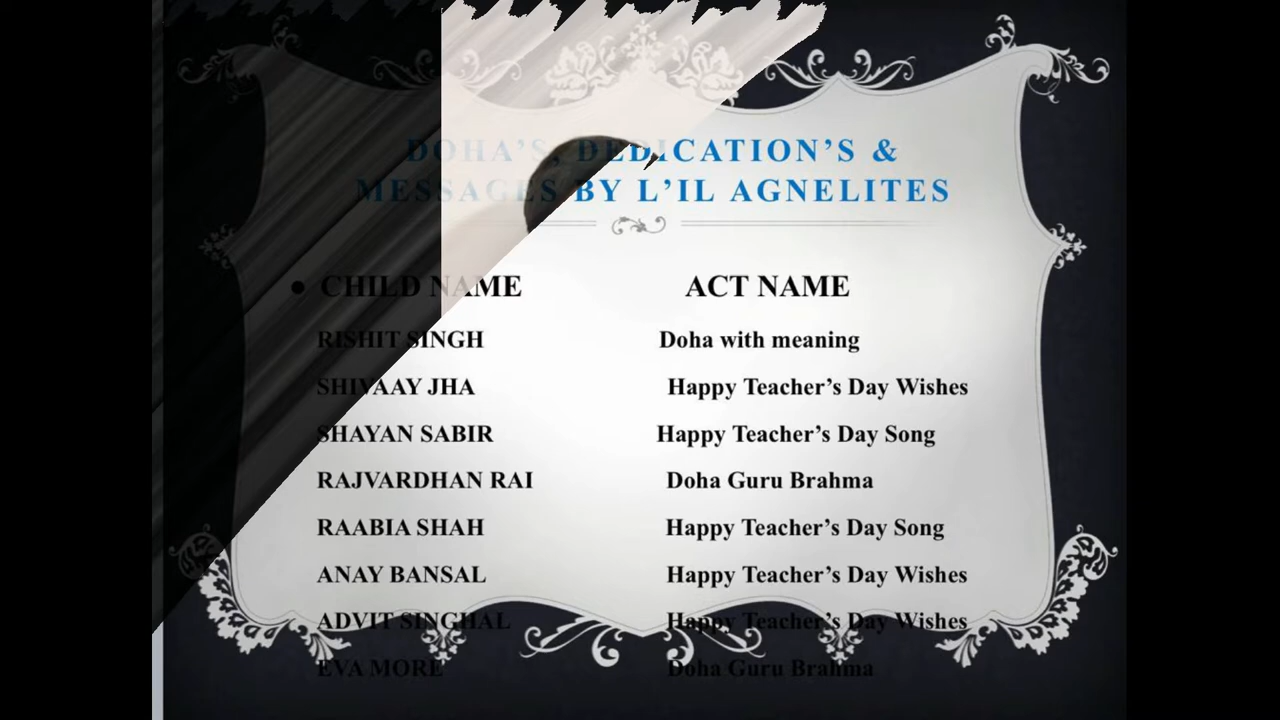 DOHA'S, DEDICATION'S &
MESSAGES BY L'IL AGNELITES
• CHILD NAME ACT NAME
RISHIT SINGH Doha with meaning
SHIVAAY JHA Happy Teacher's Day Wishes
SHAYAN SABIR Happy Teacher's Day Song
RAJVARDHAN RAI Doha Guru Brahma
RAABIA SHAH Happy Teacher's Day Song
ANAY BANSAL Happy Teacher's Day Wishes
ADVIT SINGHAL Happy Teacher's Day Wishes
EVA MORE Doha Guru Brahma